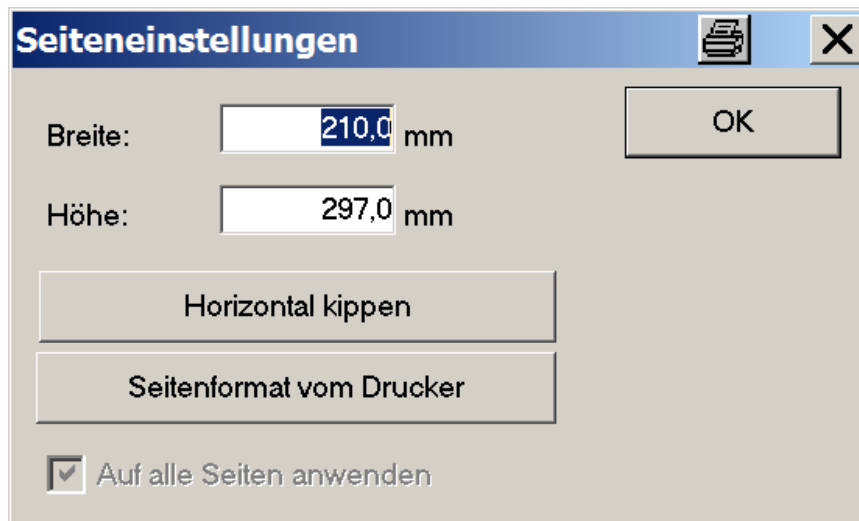 Seiteneinstellungen
Breite: 210,0 mm
OK
Höhe: 297,0 mm
Horizontal kippen
Seitenformat vom Drucker
Auf alle Seiten anwenden